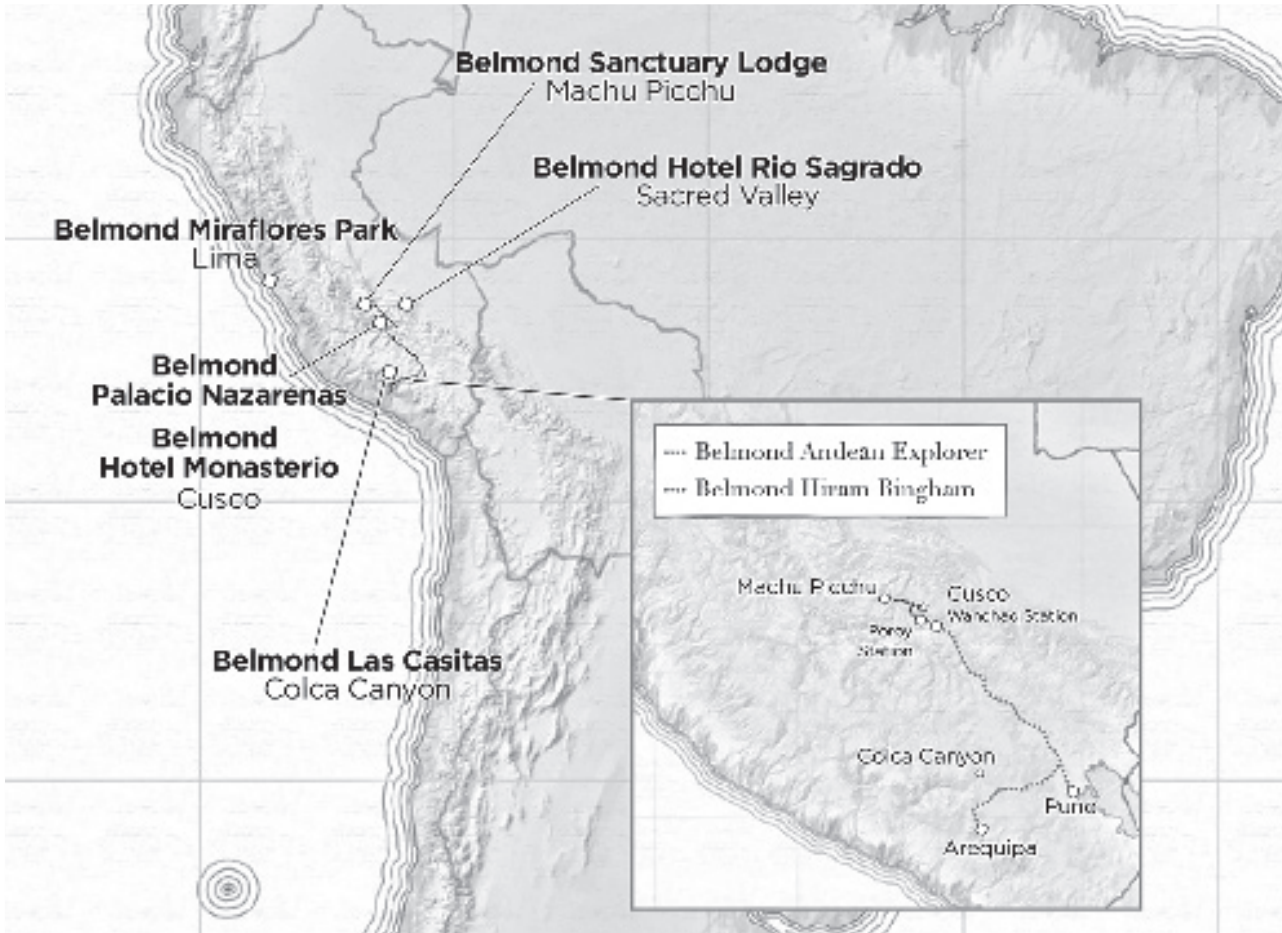 Belmond Sanctuary Lodge
Machu Picchu
Belmond Hotel Rio Sagrado
Sacred Valley
Belmond Miraflores Park
Lima
Belmond
Palacio Nazarenas
Belmond
Hotel Monasterio
Cusco
Belmond Las Casitas
Colca Canyon
Belmond Andean Explorer
Belmond Hiram Bingham
Machu Picchu
Cusco
Wanchaq Station
Poroy
Station
Colca Canyon
Puno
Arequipa